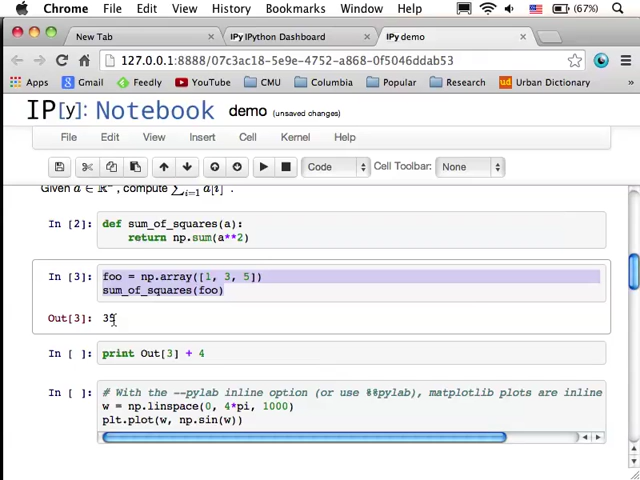 Chrome File Edit View History Bookmarks Window (67%)
New Tab IPy IPython Dashboard IPy demo
127.0.0.1:8888/07c3ac18-5e9e-4752-a868-0f5046ddab53
Apps Gmail Feedly YouTube CMU Columbia Popular Research Urban Dictionary
IP[y]: Notebook demo (unsaved changes)
File Edit View Insert Cell Kernel Help
Code Cell Toolbar: None
Given a ∈ ℝ , compute ∑i=1 a[i] .
In [2]: def sum_of_squares(a):
return np.sum(a**2)
In [3]: foo = np.array([1, 3, 5])
sum_of_squares(foo)
Out[3]: 35
In [ ]: print Out[3] + 4
In [ ]: # With the --pylab inline option (or use %%pylab), matplotlib plots are inline
w = np.linspace(0, 4*pi, 1000)
plt.plot(w, np.sin(w))